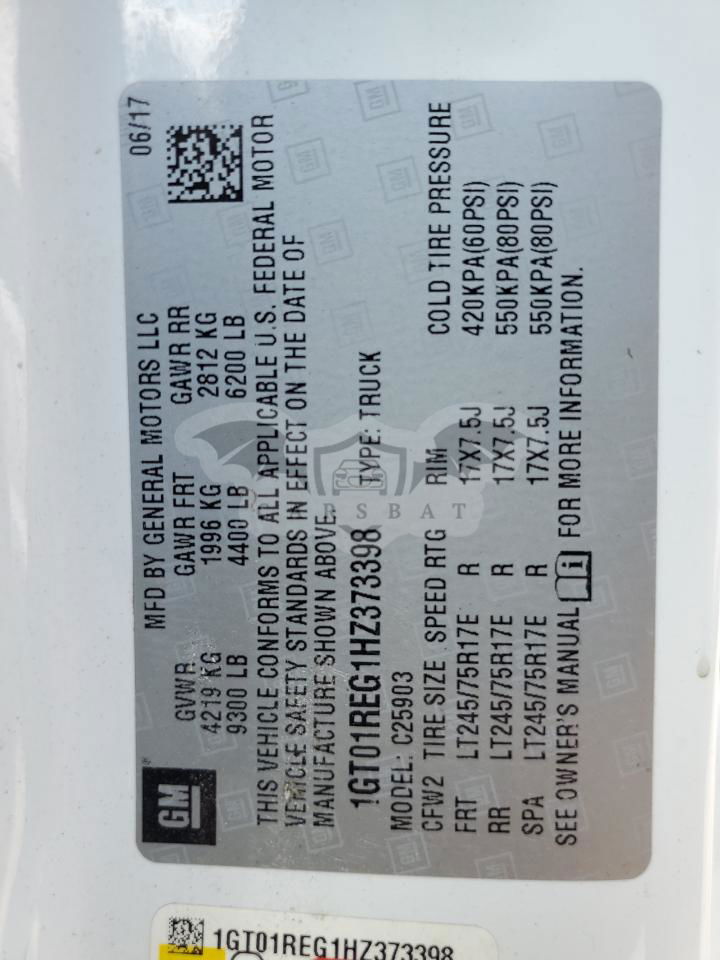 MFD BY GENERAL MOTORS LLC 06/17
GM
GVWR GAWR FRT GAWR RR
4219 KG 1996 KG 2812 KG
9300 LB 4400 LB 6200 LB
THIS VEHICLE CONFORMS TO ALL APPLICABLE U.S. FEDERAL MOTOR
VEHICLE SAFETY STANDARDS IN EFFECT ON THE DATE OF
MANUFACTURE SHOWN ABOVE.
1GT01REG1HZ373398 TYPE: TRUCK
MODEL: C25903
CFW2 TIRE SIZE SPEED RTG RIM COLD TIRE PRESSURE
FRT LT245/75R17E R 17X7.5J 420KPA(60PSI)
RR LT245/75R17E R 17X7.5J 550KPA(80PSI)
SPA LT245/75R17E R 17X7.5J 550KPA(80PSI)
SEE OWNER'S MANUAL FOR MORE INFORMATION.
1GT01REG1HZ373398